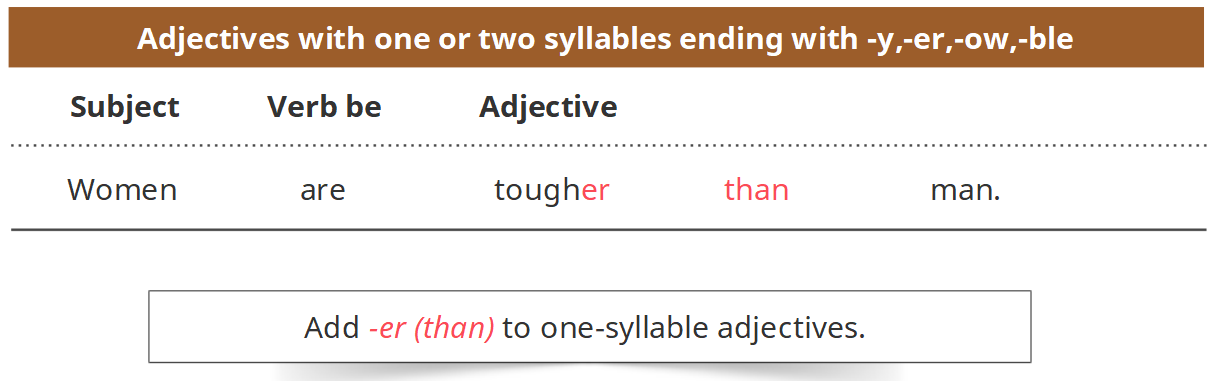 Adjectives with one or two syllables ending with -y,-er,-ow,-ble
Subject Verb be Adjective
Women are tougher than man.
Add -er (than) to one-syllable adjectives.